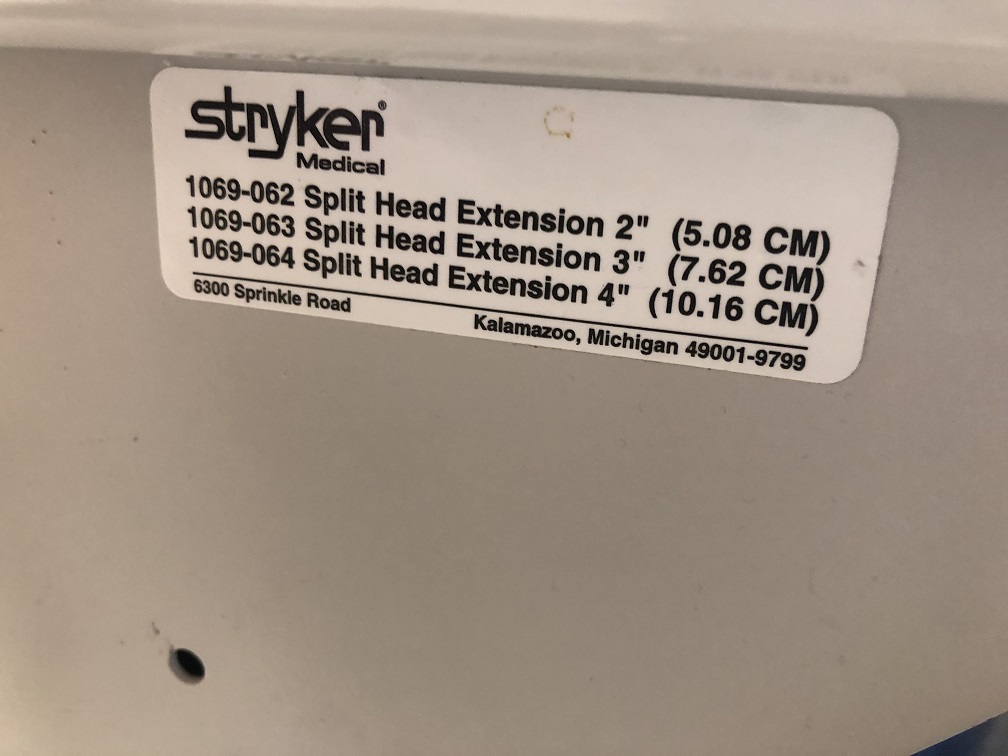 stryker®
Medical
1069-062 Split Head Extension 2" (5.08 CM)
1069-063 Split Head Extension 3" (7.62 CM)
1069-064 Split Head Extension 4" (10.16 CM)
6300 Sprinkle Road
Kalamazoo, Michigan 49001-9799